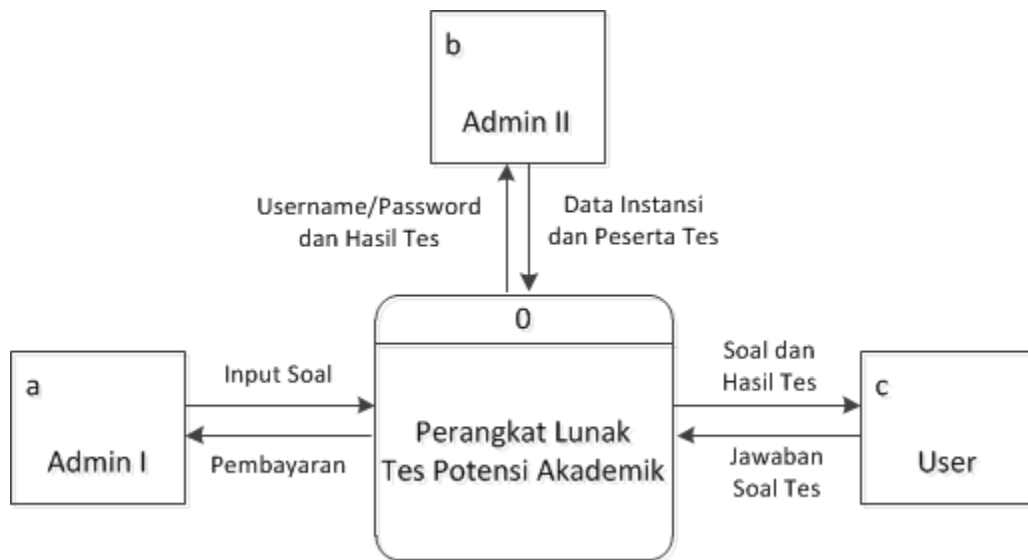 b
Admin II
Username/Password
dan Hasil Tes
Data Instansi
dan Peserta Tes
0
Perangkat Lunak
Tes Potensi Akademik
a
Admin I
Input Soal
Pembayaran
Soal dan
Hasil Tes
Jawaban
Soal Tes
c
User